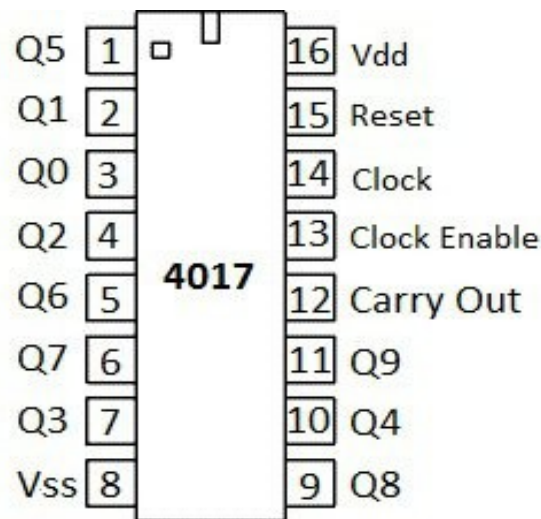 Q5 1 16 Vdd
Q1 2 15 Reset
Q0 3 14 Clock
Q2 4 13 Clock Enable
4017
Q6 5 12 Carry Out
Q7 6 11 Q9
Q3 7 10 Q4
Vss 8 9 Q8